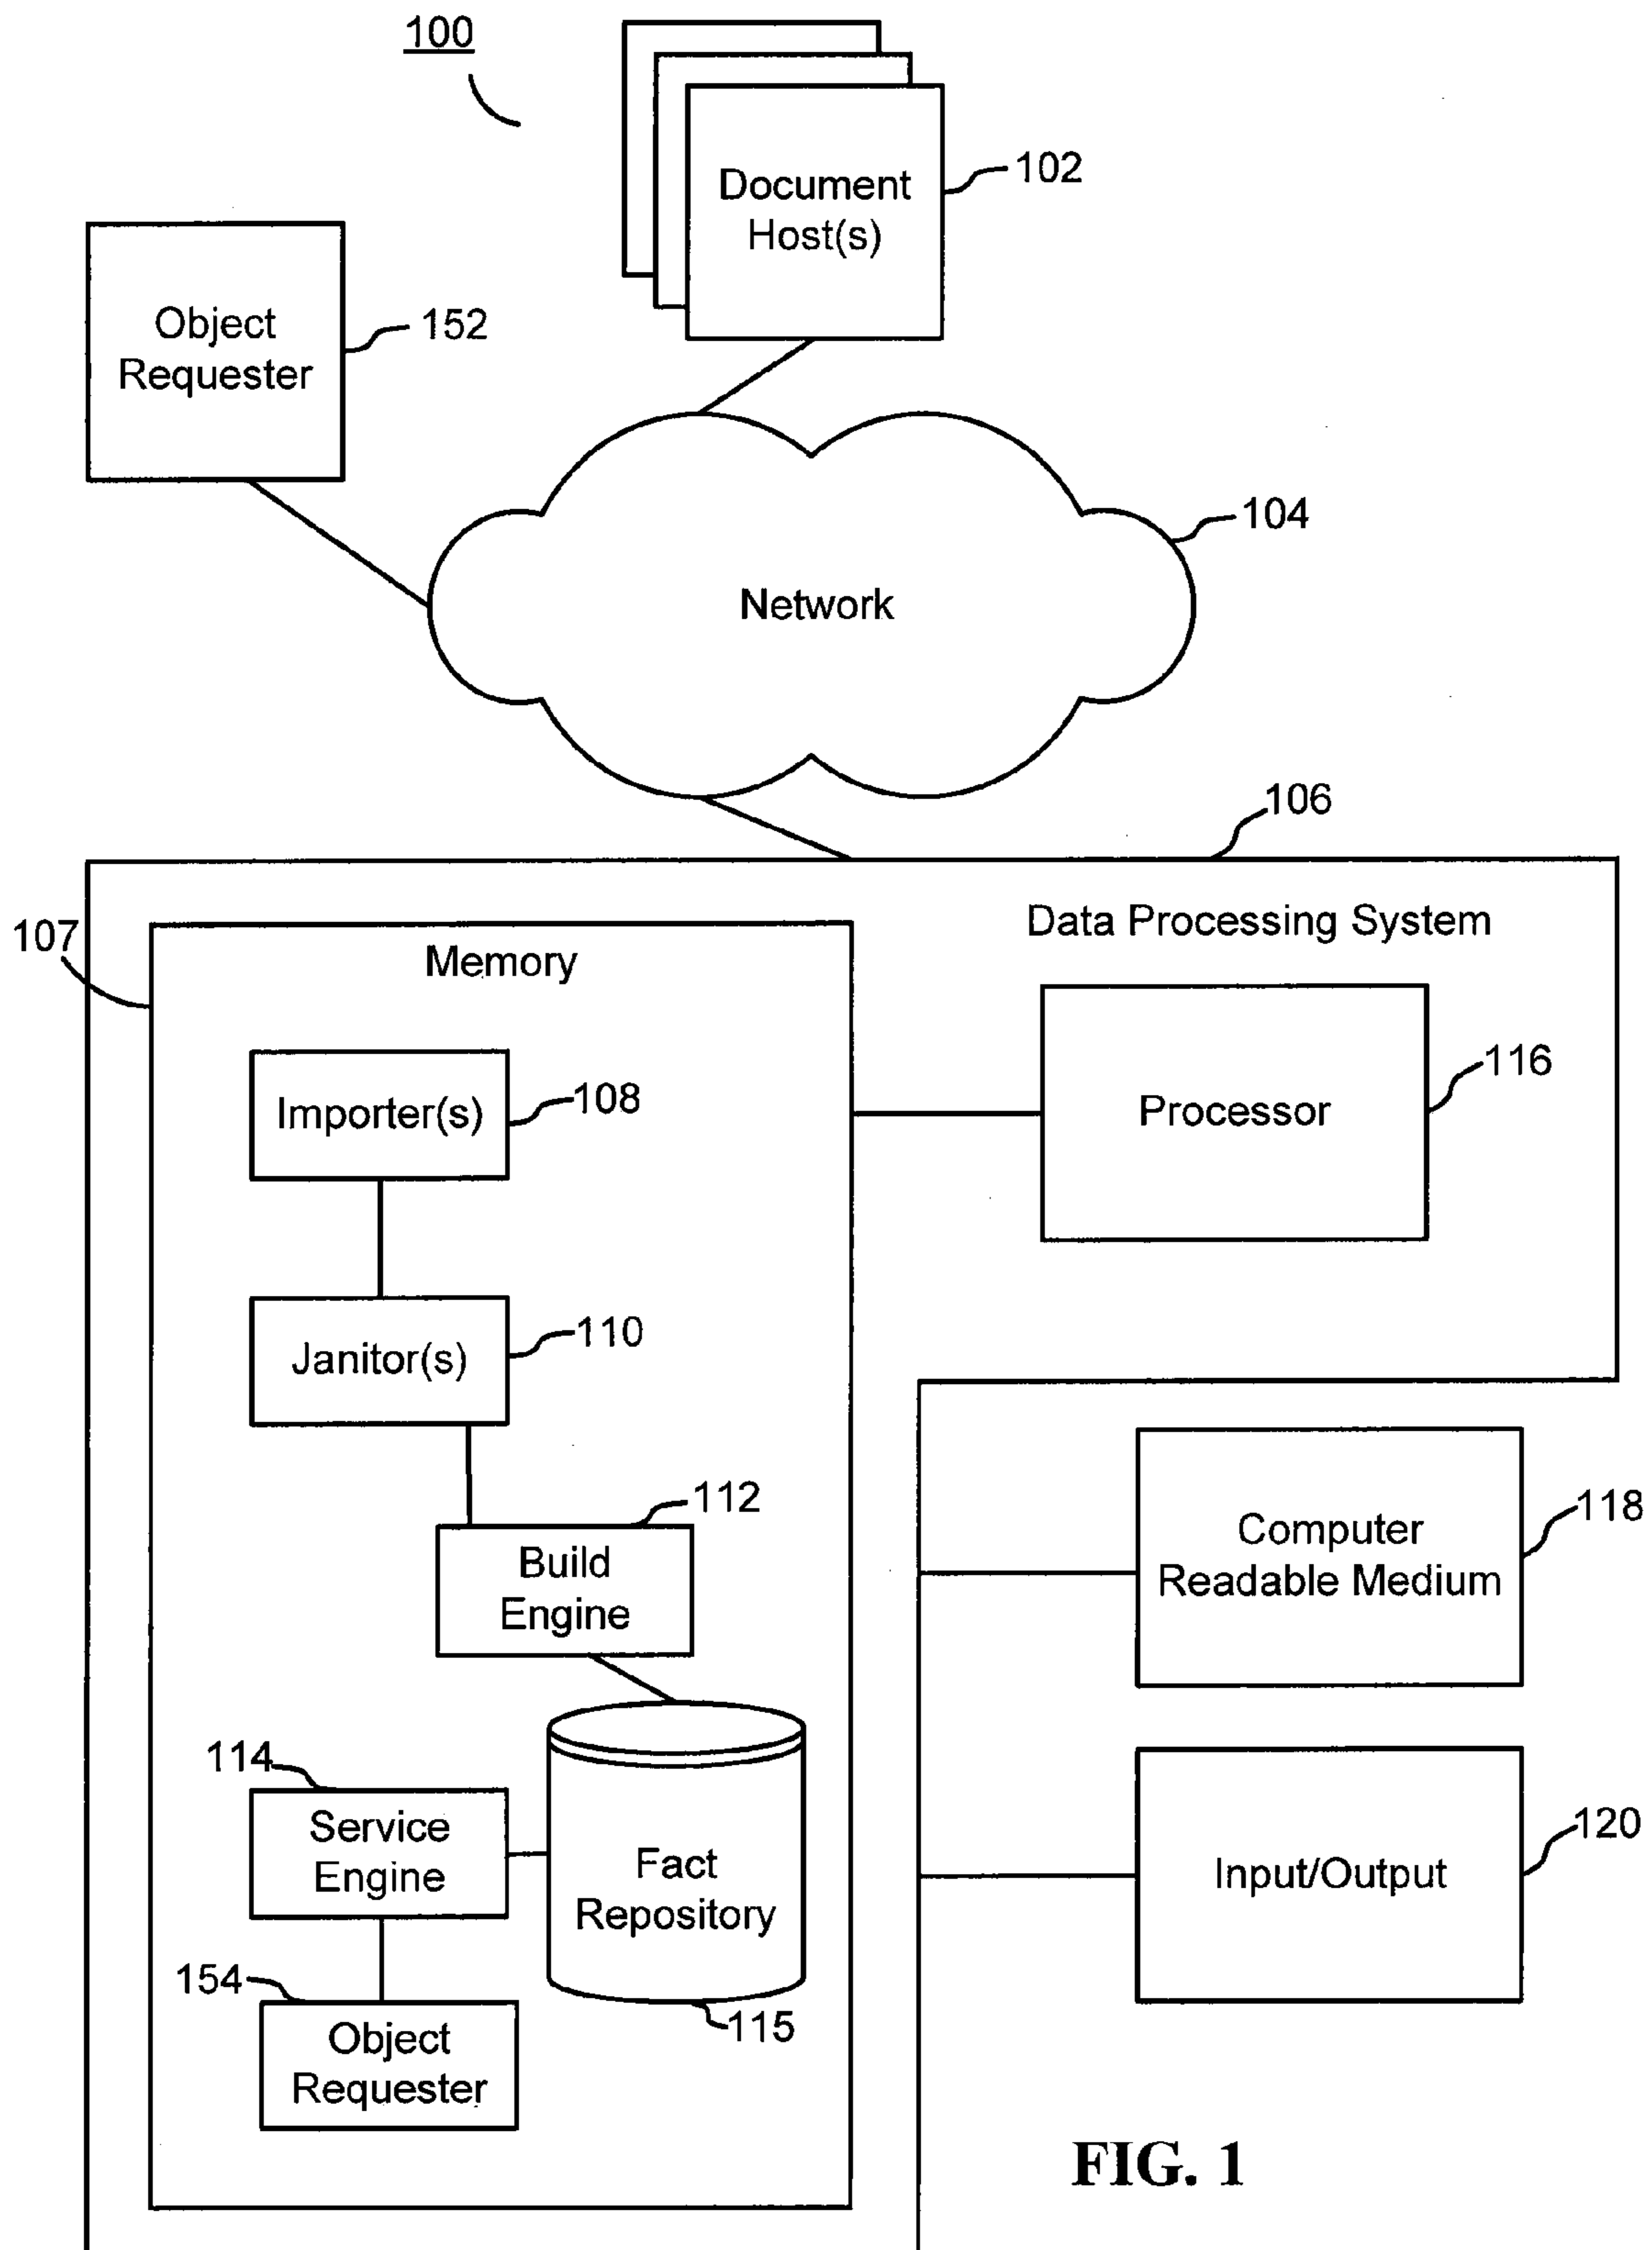 100
Document
Host(s)
102
Object
Requester
152
104
Network
106
Data Processing System
107
Memory
Importer(s)
108
Processor
116
Janitor(s)
110
112
Build
Engine
Computer
Readable Medium
118
114
Service
Engine
Fact
Repository
115
Input/Output
120
154
Object
Requester
FIG. 1